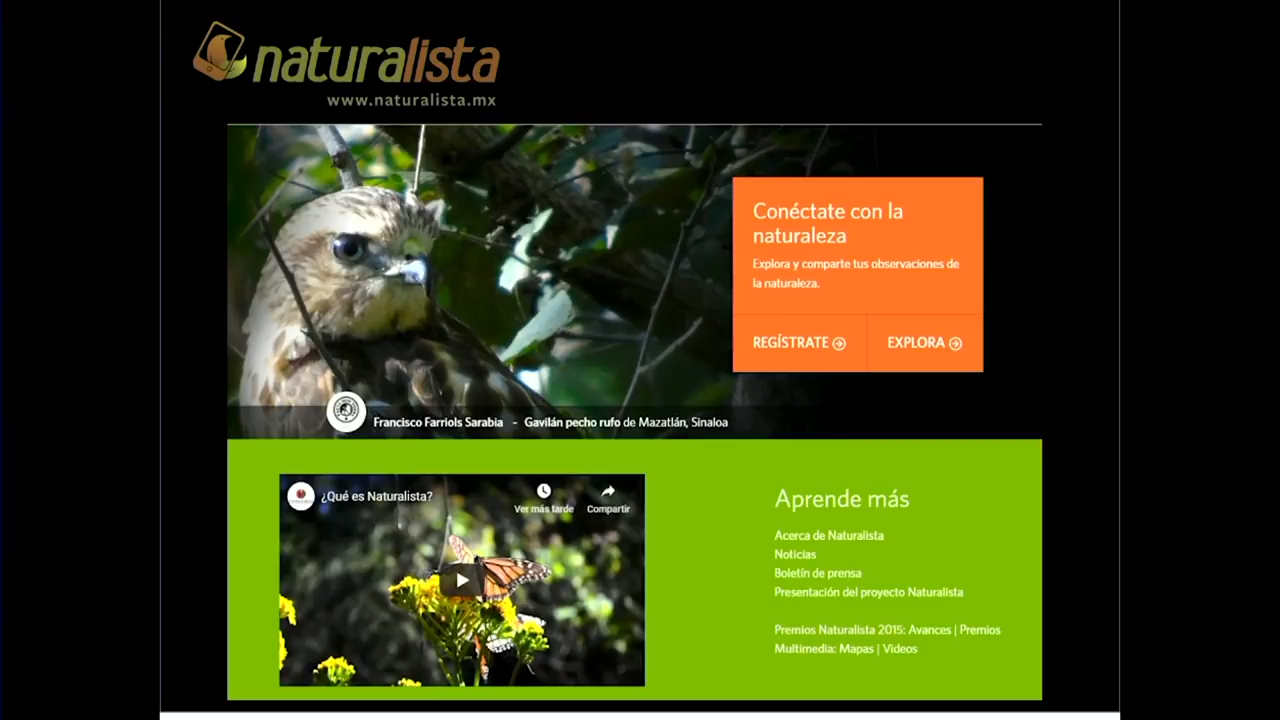 naturalista
www.naturalista.mx
Conéctate con la
naturaleza
Explora y comparte tus observaciones de
la naturaleza.
REGÍSTRATE
EXPLORA
Francisco Farriols Sarabia – Gavilán pecho rufo de Mazatlán, Sinaloa
¿Qué es Naturalista?
Ver más tarde
Compartir
Aprende más
Acerca de Naturalista
Noticias
Boletín de prensa
Presentación del proyecto Naturalista
Premios Naturalista 2015: Avances | Premios
Multimedia: Mapas | Videos